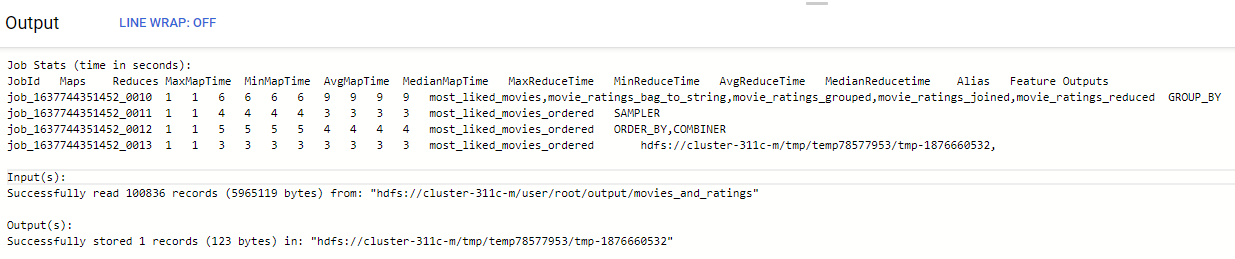 Output LINE WRAP: OFF
Job Stats (time in seconds):
JobId Maps Reduces MaxMapTime MinMapTime AvgMapTime MedianMapTime MaxReduceTime MinReduceTime AvgReduceTime MedianReducetime Alias Feature Outputs
job_1637744351452_0010 1 1 6 6 6 6 9 9 9 9 most_liked_movies,movie_ratings_bag_to_string,movie_ratings_grouped,movie_ratings_joined,movie_ratings_reduced GROUP_BY
job_1637744351452_0011 1 1 4 4 4 4 3 3 3 3 most_liked_movies_ordered SAMPLER
job_1637744351452_0012 1 1 5 5 5 5 4 4 4 4 most_liked_movies_ordered ORDER_BY,COMBINER
job_1637744351452_0013 1 1 3 3 3 3 3 3 3 3 most_liked_movies_ordered hdfs://cluster-311c-m/tmp/temp78577953/tmp-1876660532,
Input(s):
Successfully read 100836 records (5965119 bytes) from: "hdfs://cluster-311c-m/user/root/output/movies_and_ratings"
Output(s):
Successfully stored 1 records (123 bytes) in: "hdfs://cluster-311c-m/tmp/temp78577953/tmp-1876660532"